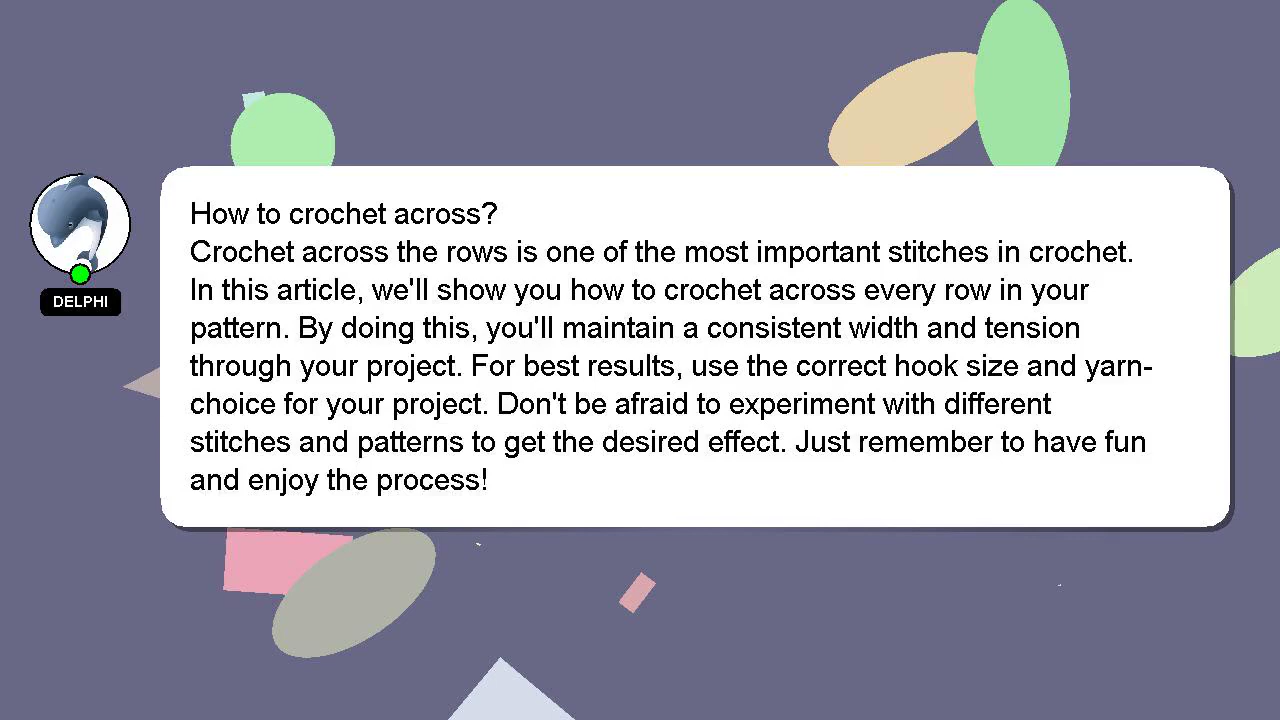 How to crochet across?
Crochet across the rows is one of the most important stitches in crochet.
In this article, we'll show you how to crochet across every row in your
pattern. By doing this, you'll maintain a consistent width and tension
through your project. For best results, use the correct hook size and yarn-
choice for your project. Don't be afraid to experiment with different
stitches and patterns to get the desired effect. Just remember to have fun
and enjoy the process!
DELPHI